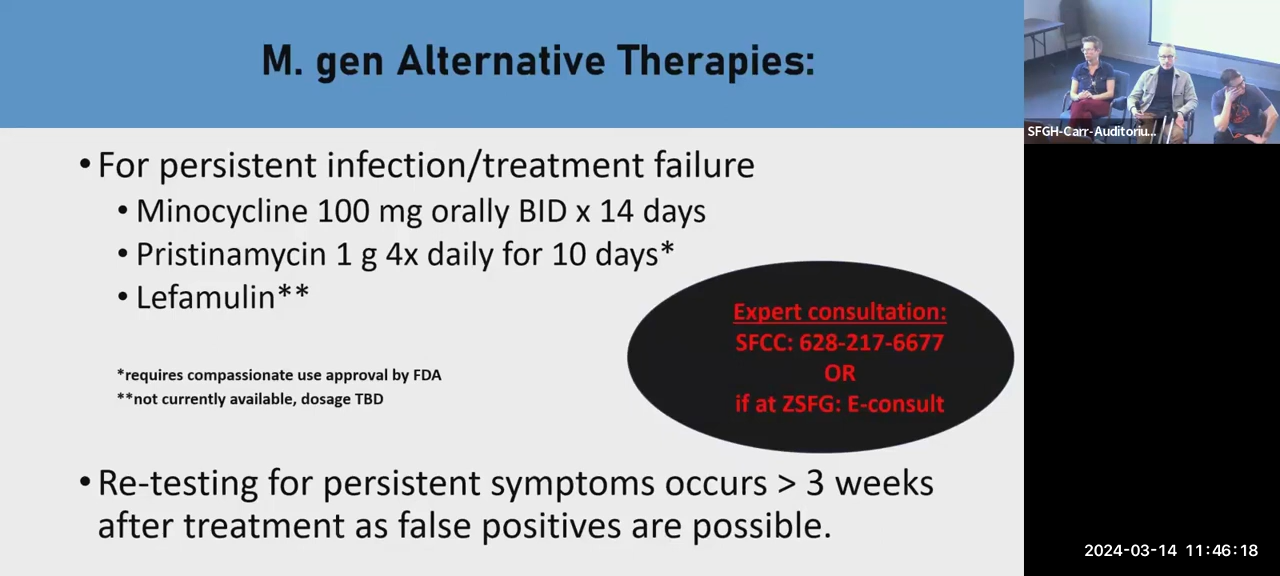 M. gen Alternative Therapies:
•For persistent infection/treatment failure
•Minocycline 100 mg orally BID x 14 days
•Pristinamycin 1 g 4x daily for 10 days*
•Lefamulin**
Expert consultation:
SFCC: 628-217-6677
OR
if at ZSFG: E-consult
*requires compassionate use approval by FDA
**not currently available, dosage TBD
•Re-testing for persistent symptoms occurs > 3 weeks
after treatment as false positives are possible.
SFGH-Carr-Auditoriu...
2024-03-14 11:46:18